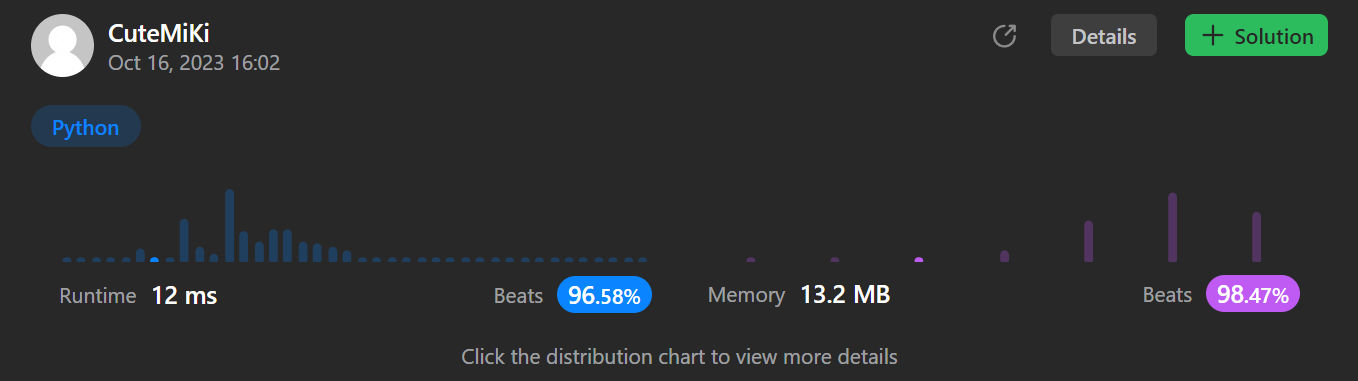 CuteMiKi
Oct 16, 2023 16:02
Details
+ Solution
Python
Runtime 12 ms
Beats 96.58%
Memory 13.2 MB
Beats 98.47%
Click the distribution chart to view more details